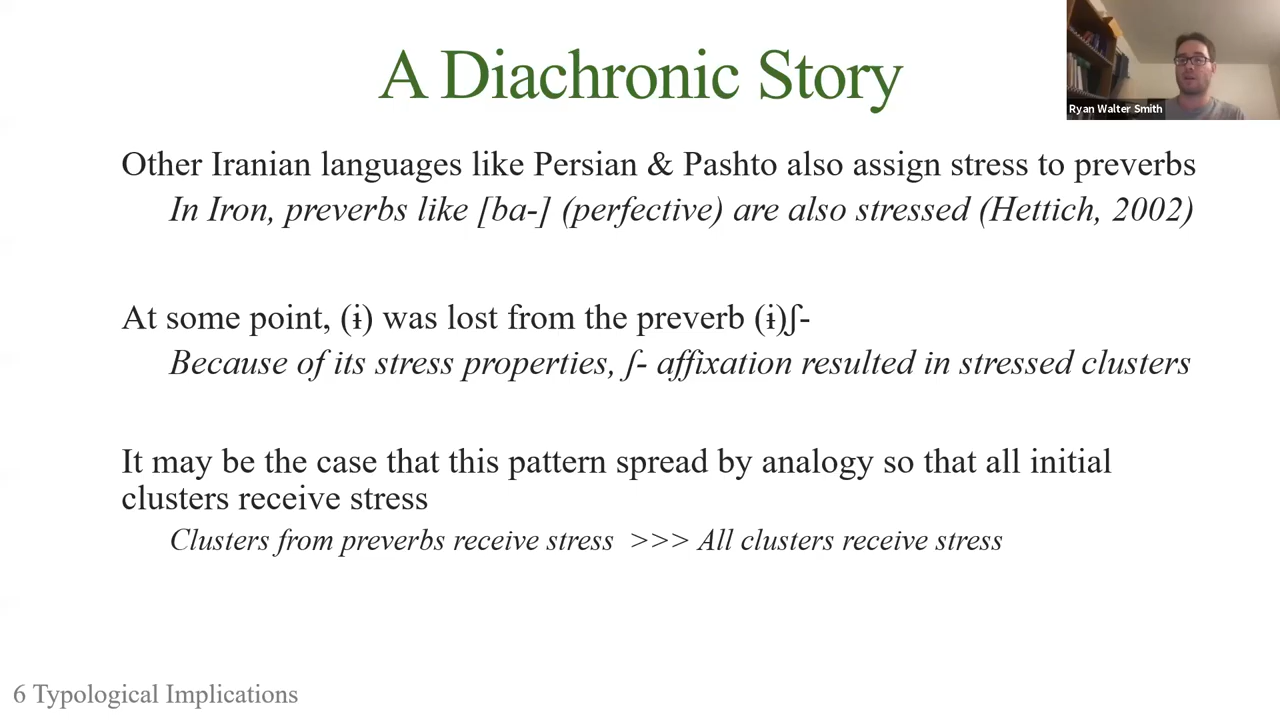 A Diachronic Story
Ryan Walter Smith
Other Iranian languages like Persian & Pashto also assign stress to preverbs
In Iron, preverbs like [ba-] (perfective) are also stressed (Hettich, 2002)
At some point, (ɨ) was lost from the preverb (ɨ)ʃ-
Because of its stress properties, ʃ- affixation resulted in stressed clusters
It may be the case that this pattern spread by analogy so that all initial
clusters receive stress
Clusters from preverbs receive stress >>> All clusters receive stress
6 Typological Implications